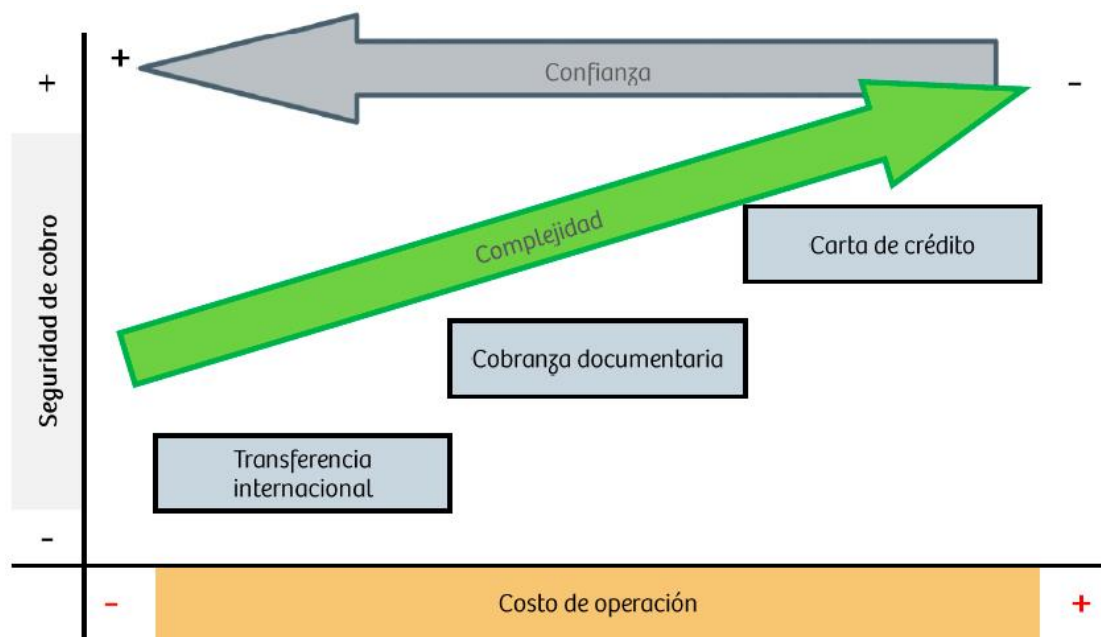 +
+
Confianza
-
Seguridad de cobro
Complejidad
Carta de crédito
Cobranza documentaria
Transferencia
internacional
-
-
Costo de operación
+